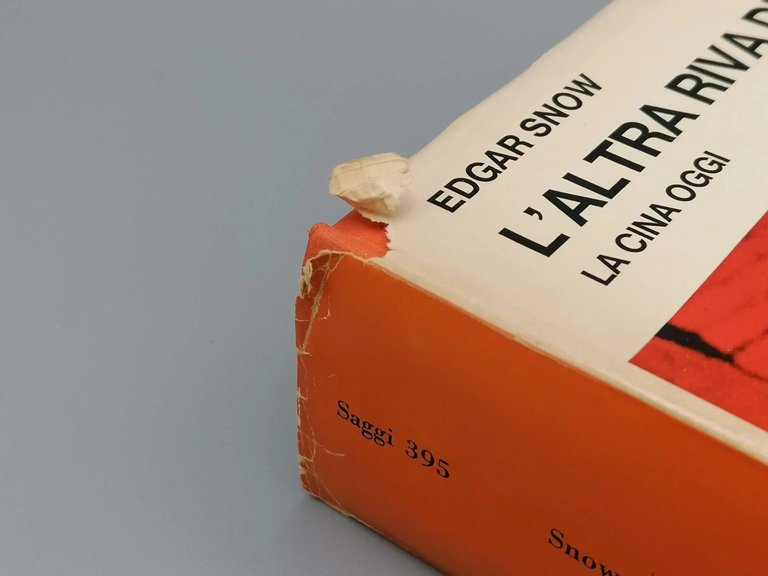 EDGAR SNOW
L'ALTRA RIVA
LA CINA OGGI
Saggi 395
Snow